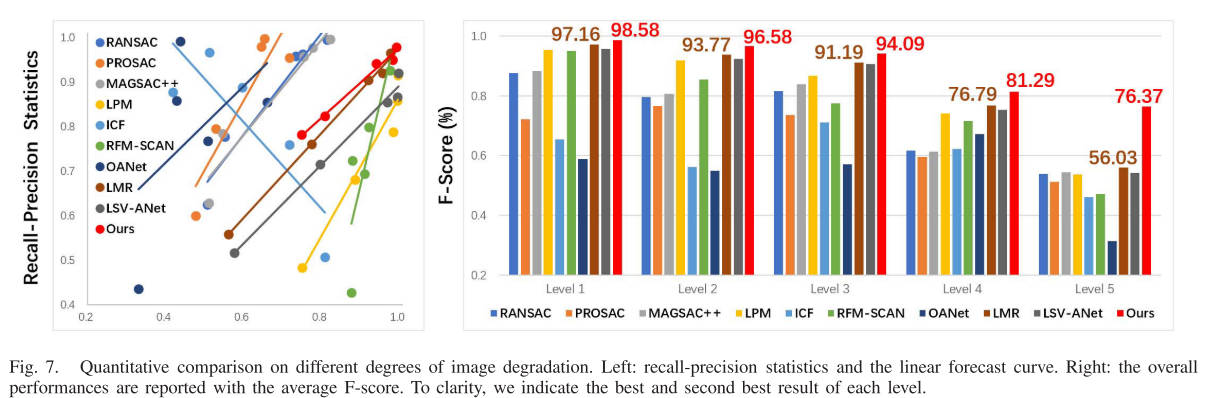 Recall-Precision Statistics
1.0
0.9
0.8
0.7
0.6
0.5
0.4
0.2
0.4
0.6
0.8
1.0
RANSAC
PROSAC
MAGSAC++
LPM
ICF
RFM-SCAN
OANet
LMR
LSV-ANet
Ours
F-Score (%)
1.0
0.8
0.6
0.4
0.2
97.16 98.58
93.77 96.58
91.19 94.09
76.79 81.29
56.03 76.37
Level 1
Level 2
Level 3
Level 4
Level 5
RANSAC PROSAC MAGSAC++ LPM ICF RFM-SCAN OANet LMR LSV-ANet Ours
Fig. 7. Quantitative comparison on different degrees of image degradation. Left: recall-precision statistics and the linear forecast curve. Right: the overall
performances are reported with the average F-score. To clarity, we indicate the best and second best result of each level.